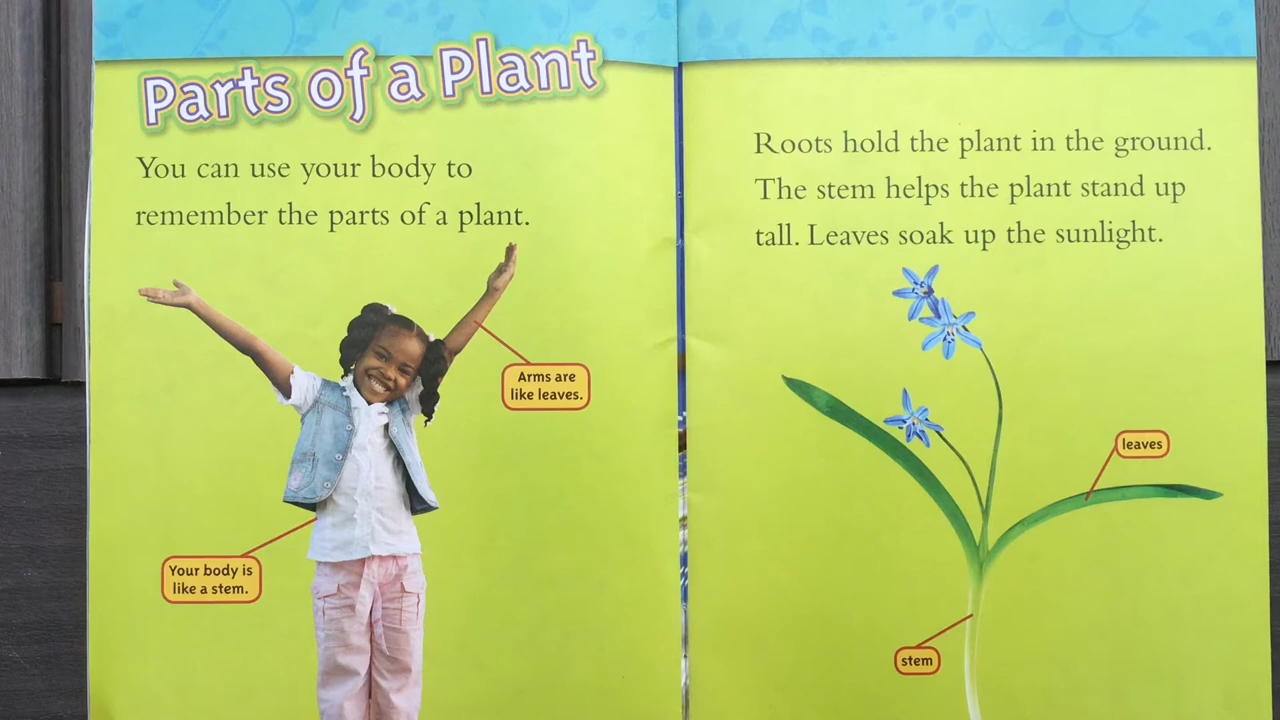 Parts of a Plant
You can use your body to
remember the parts of a plant.
Arms are
like leaves.
Your body is
like a stem.
Roots hold the plant in the ground.
The stem helps the plant stand up
tall. Leaves soak up the sunlight.
leaves
stem